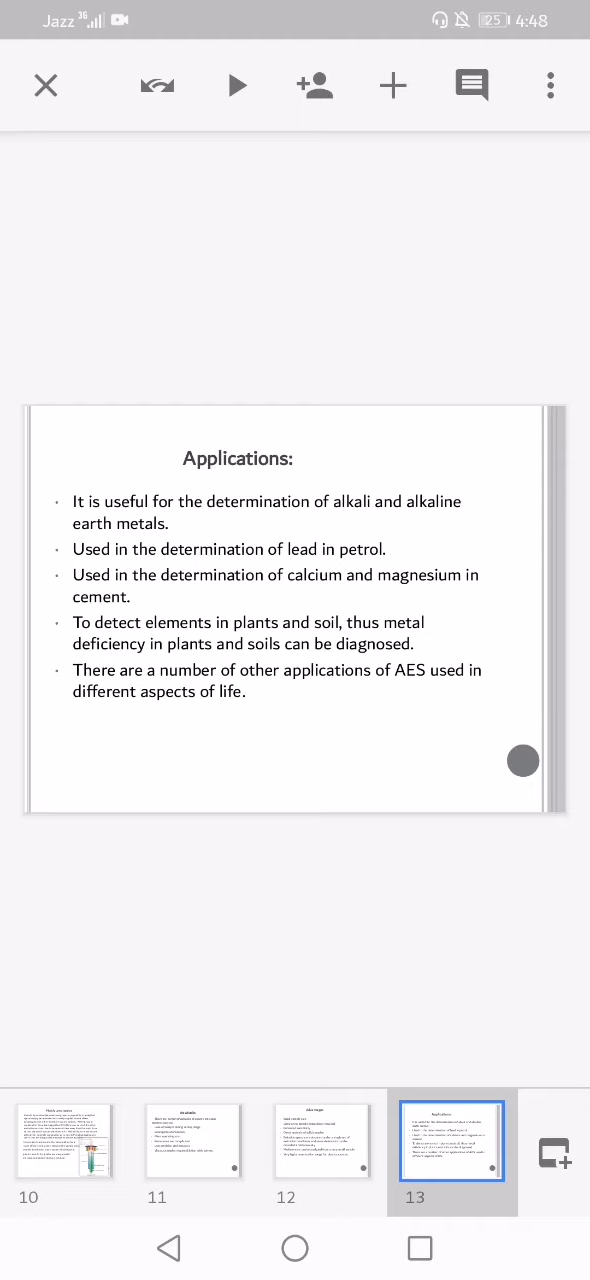 Jazz 3G 25 4:48
Applications:
· It is useful for the determination of alkali and alkaline
earth metals.
· Used in the determination of lead in petrol.
· Used in the determination of calcium and magnesium in
cement.
· To detect elements in plants and soil, thus metal
deficiency in plants and soils can be diagnosed.
· There are a number of other applications of AES used in
different aspects of life.
10 11 12 13